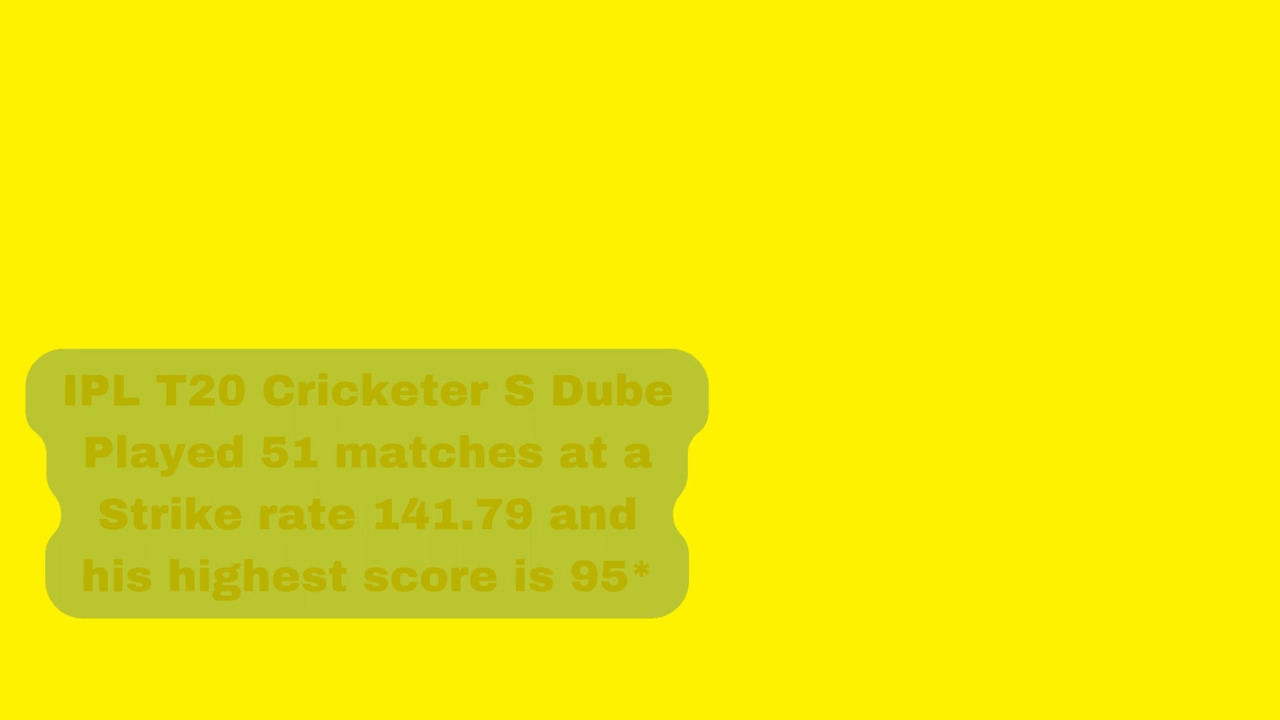 IPL T20 Cricketer S Dube
Played 51 matches at a
Strike rate 141.79 and
his highest score is 95*